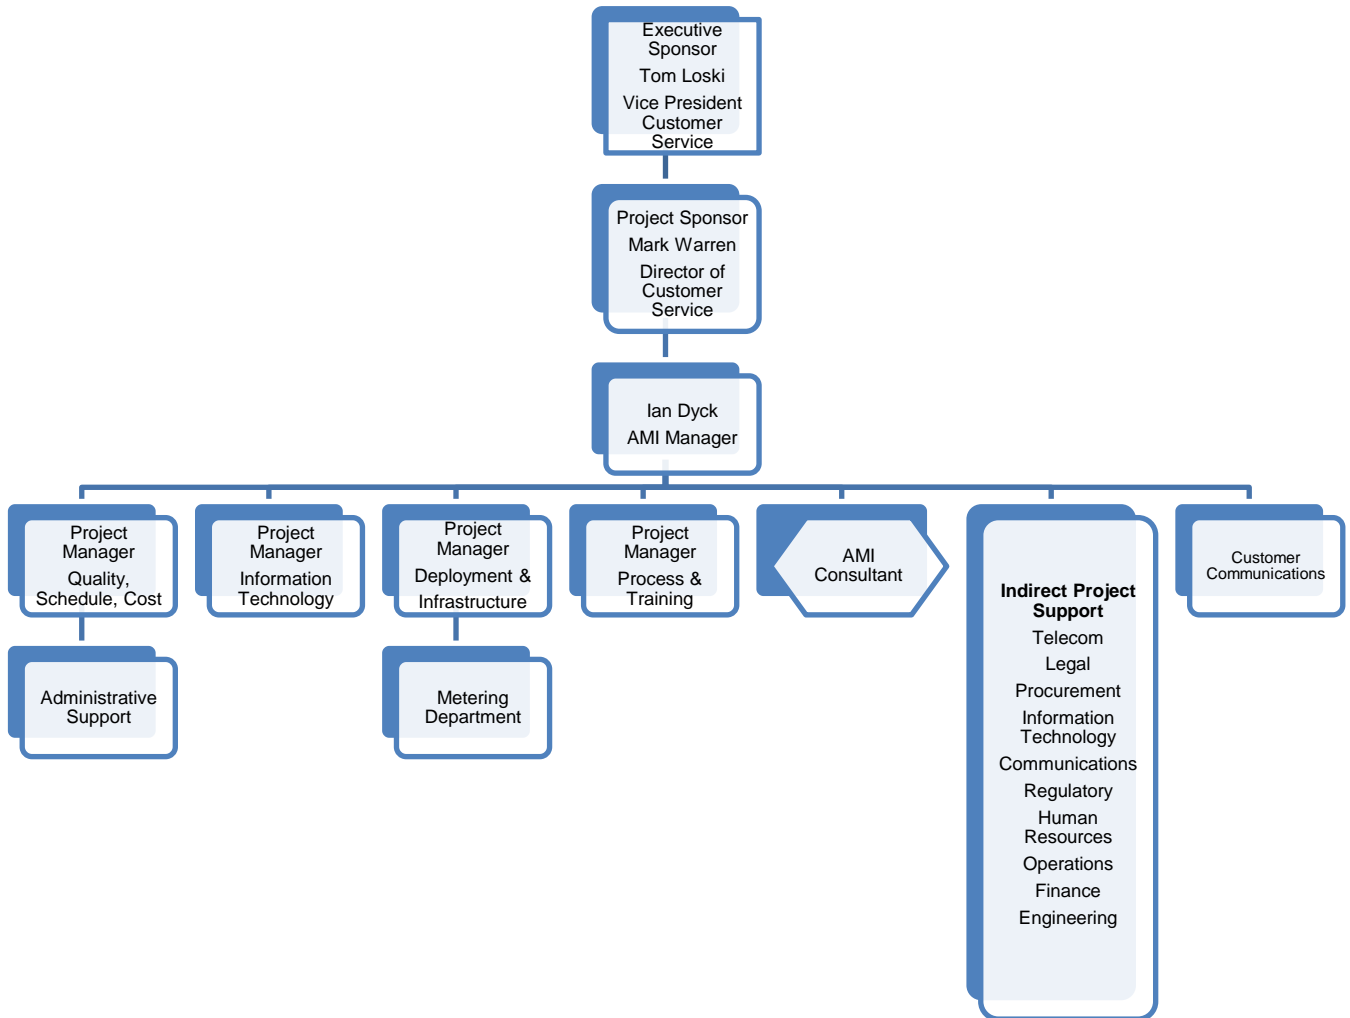 Executive
Sponsor
Tom Loski
Vice President
Customer
Service
Project Sponsor
Mark Warren
Director of
Customer
Service
Ian Dyck
AMI Manager
Project
Manager
Quality,
Schedule, Cost
Project
Manager
Information
Technology
Project
Manager
Deployment &
Infrastructure
Project
Manager
Process &
Training
AMI
Consultant
Indirect Project
Support
Telecom
Legal
Procurement
Information
Technology
Communications
Regulatory
Human
Resources
Operations
Finance
Engineering
Customer
Communications
Administrative
Support
Metering
Department